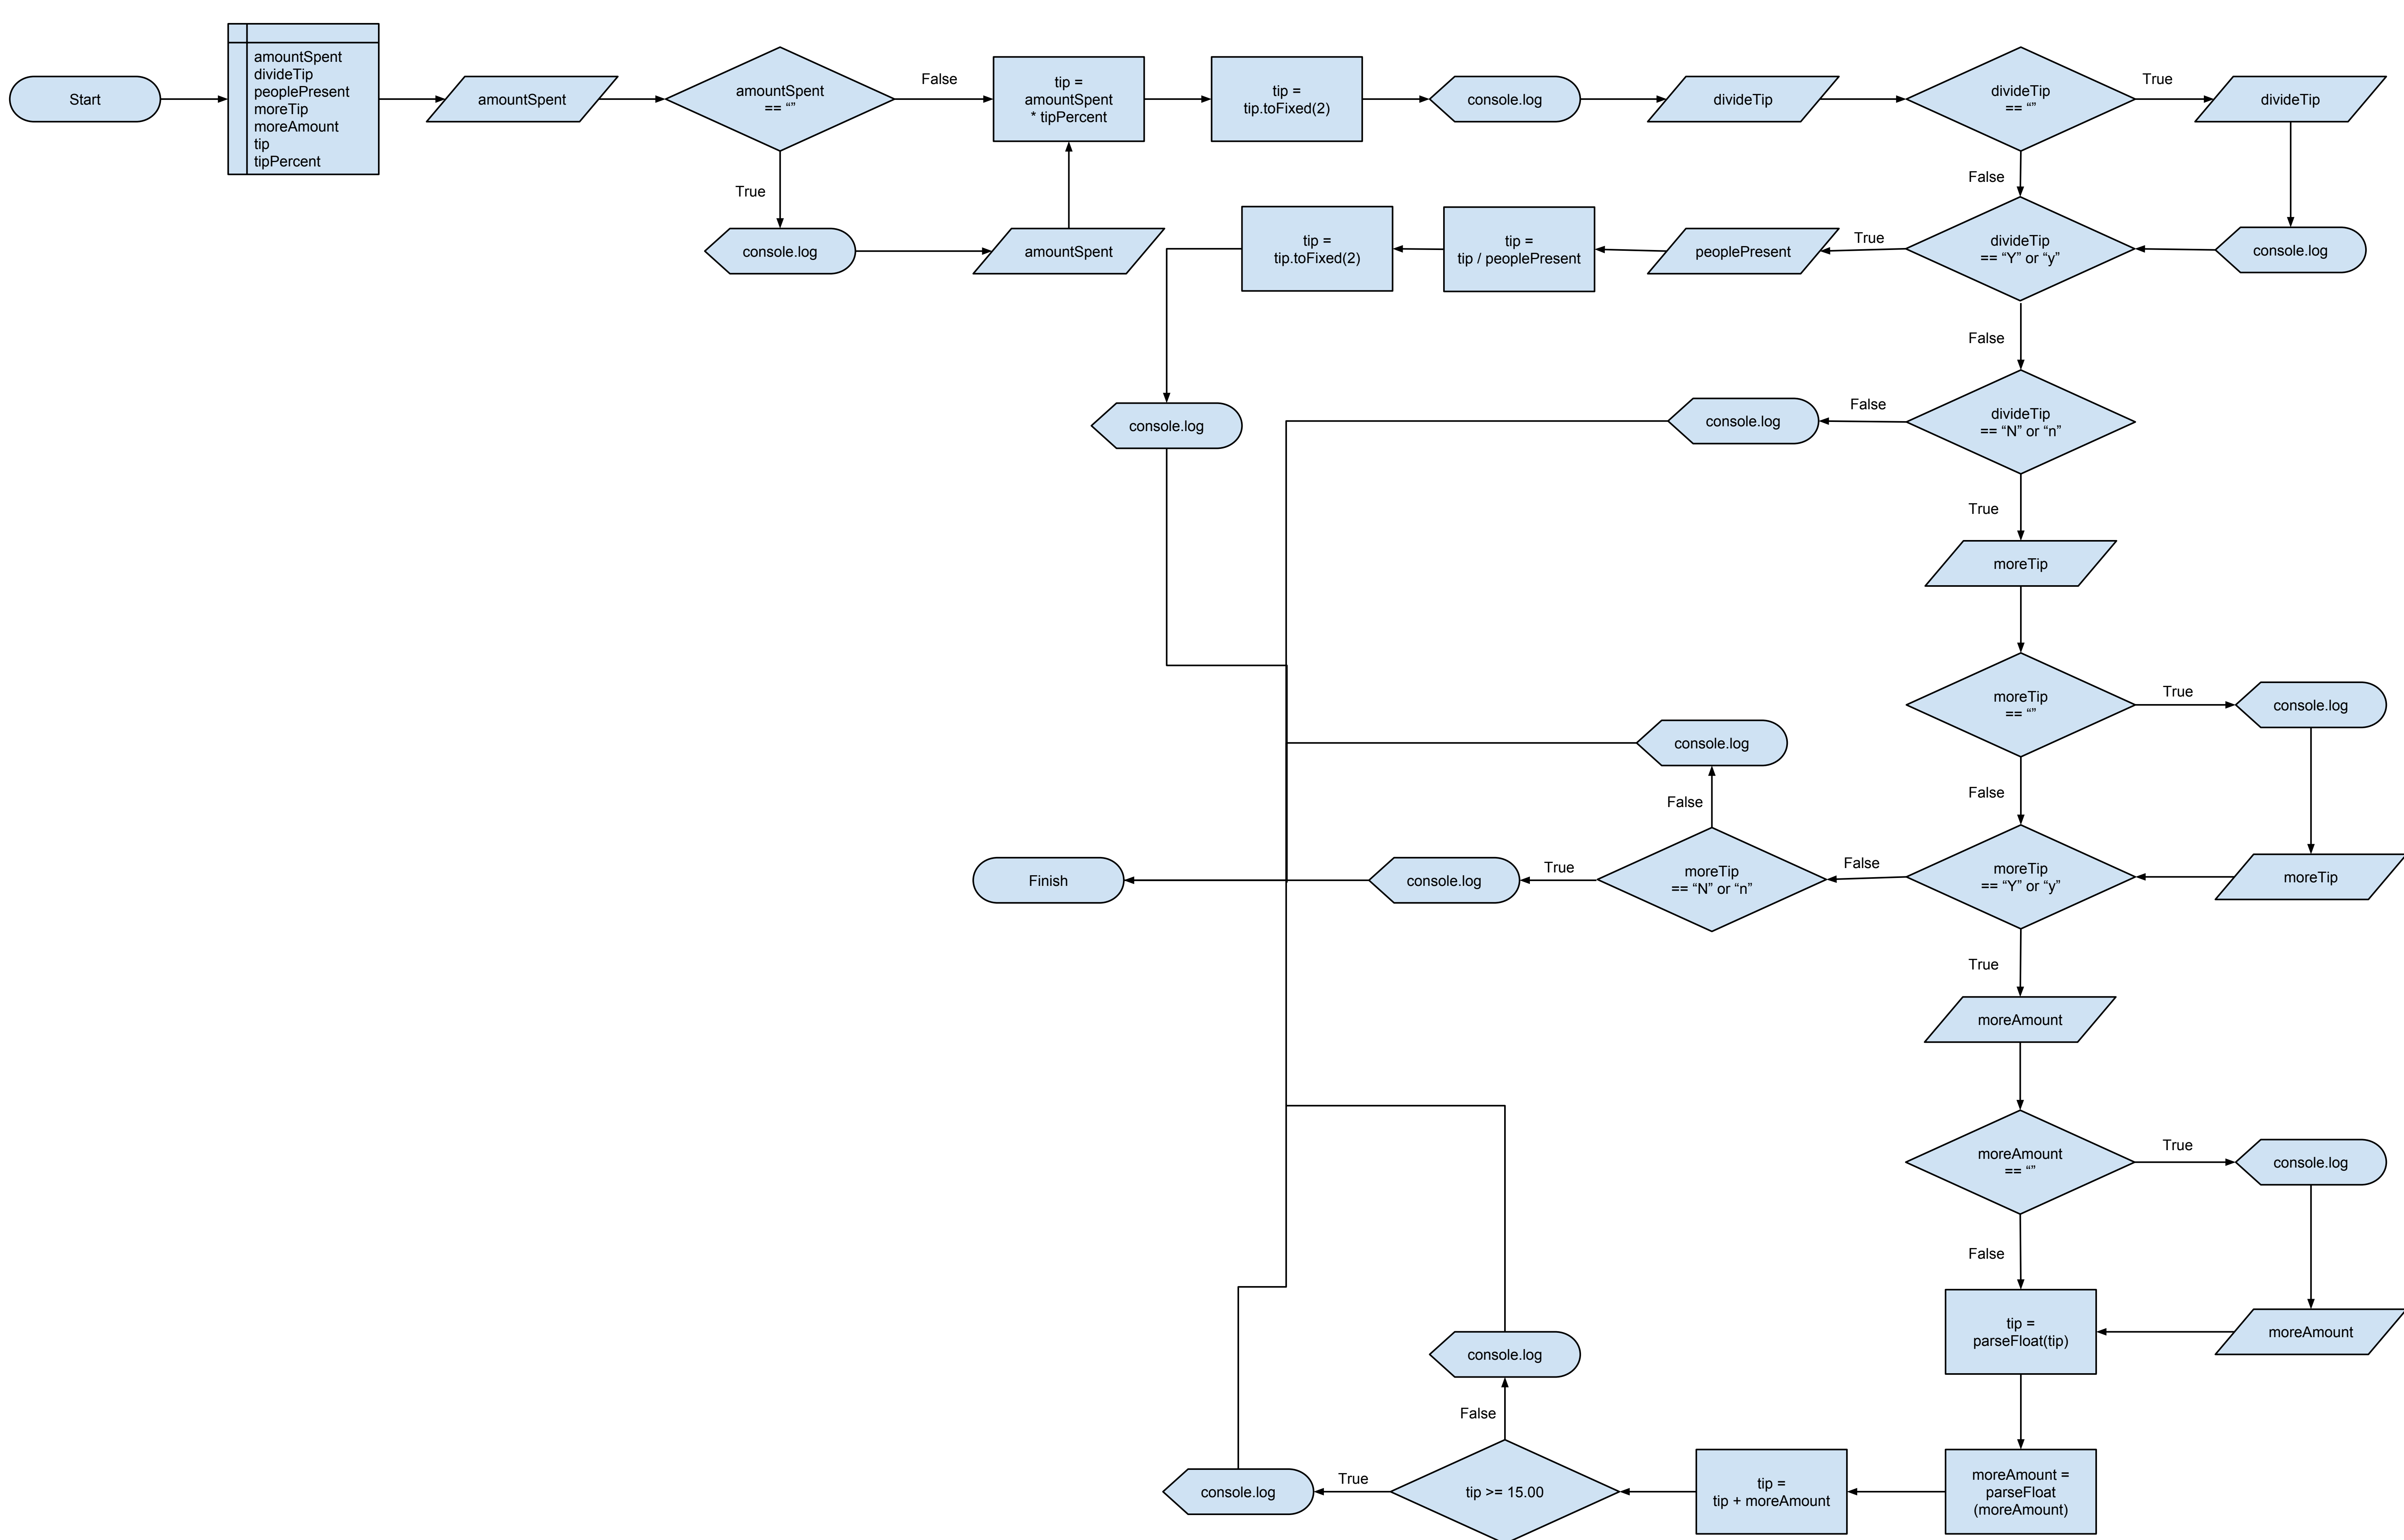 Start
amountSpent
divideTip
peoplePresent
moreTip
moreAmount
tip
tipPercent
amountSpent
amountSpent
== “”
False
tip =
amountSpent
* tipPercent
tip =
tip.toFixed(2)
console.log
divideTip
divideTip
== “”
True
divideTip
True
False
console.log
amountSpent
tip =
tip.toFixed(2)
tip =
tip / peoplePresent
peoplePresent
True
divideTip
== “Y” or “y”
console.log
False
console.log
console.log
False
divideTip
== “N” or “n”
True
moreTip
moreTip
== “”
True
console.log
console.log
False
False
Finish
console.log
True
moreTip
== “N” or “n”
False
moreTip
== “Y” or “y”
moreTip
True
moreAmount
moreAmount
== “”
True
console.log
False
tip =
parseFloat(tip)
moreAmount
console.log
False
console.log
True
tip >= 15.00
tip =
tip + moreAmount
moreAmount =
parseFloat
(moreAmount)